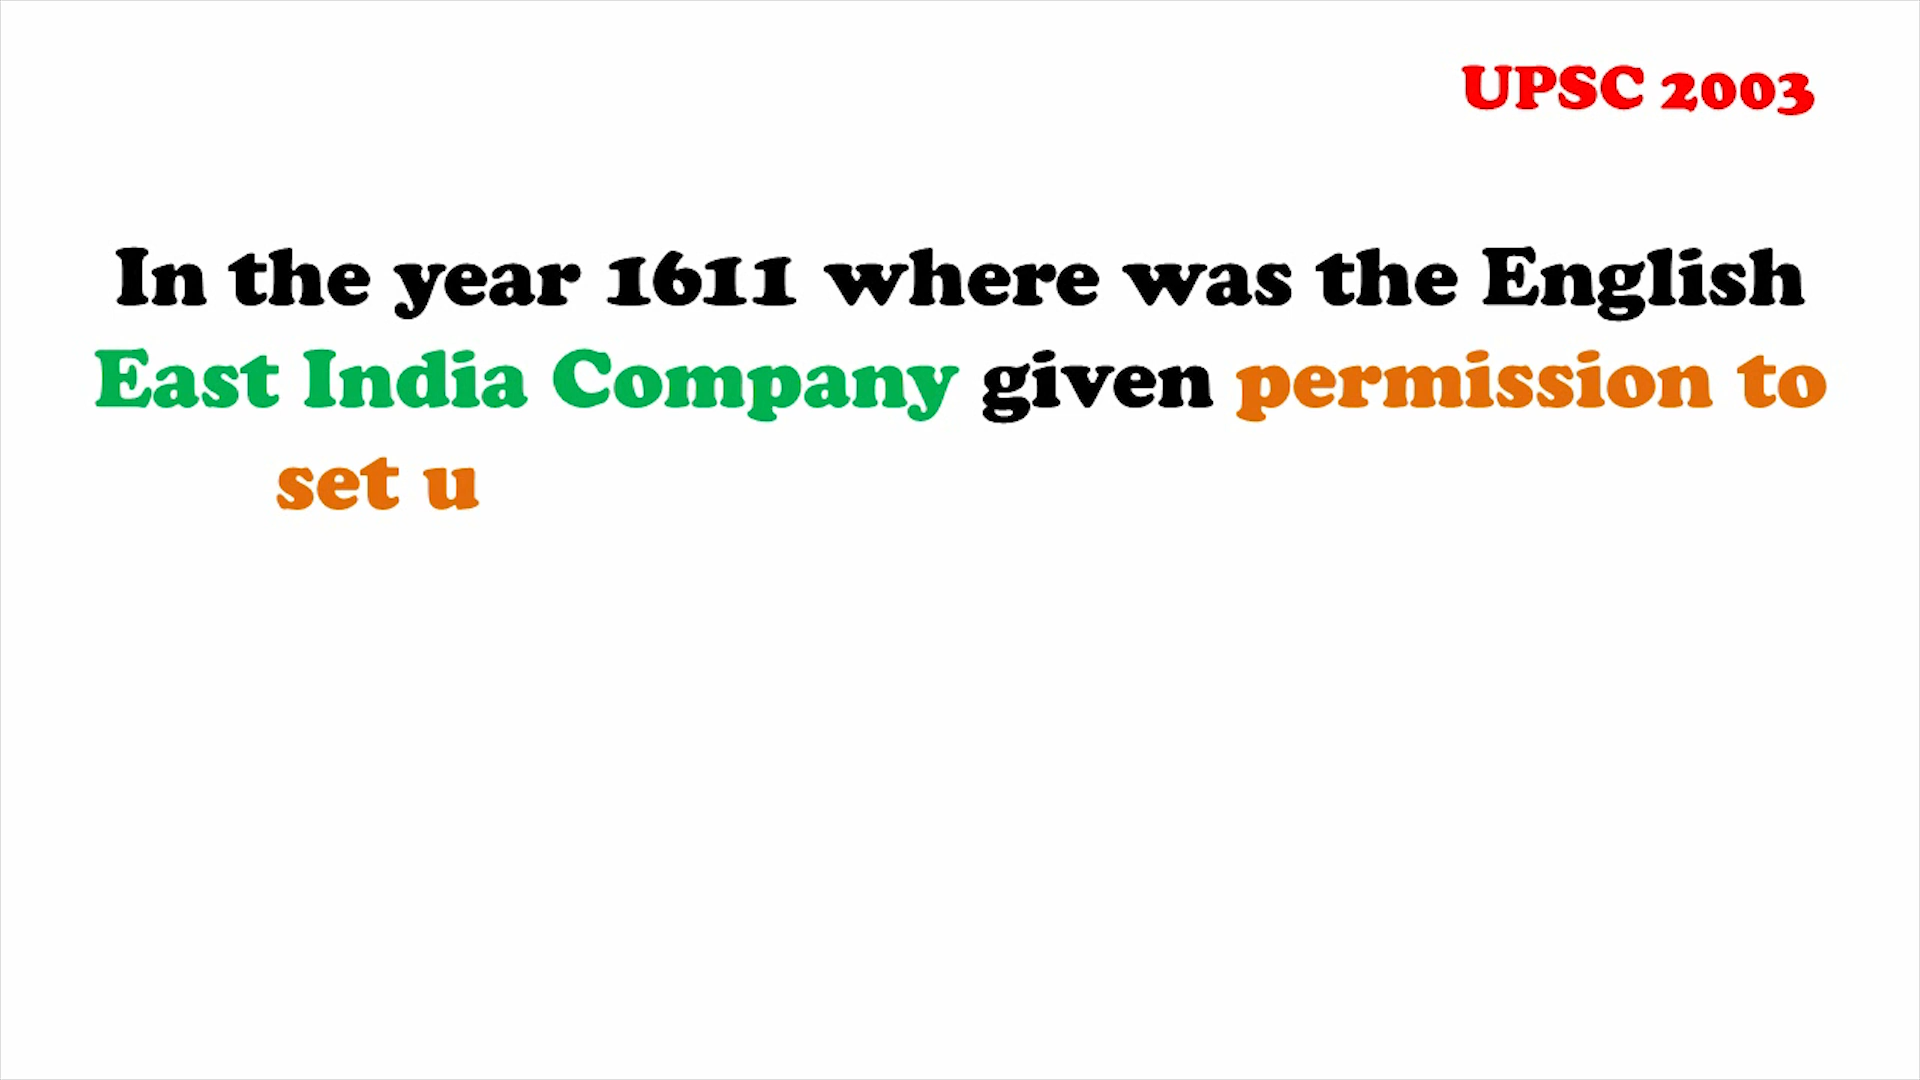 UPSC 2003
In the year 1611 where was the English
East India Company given permission to
set u